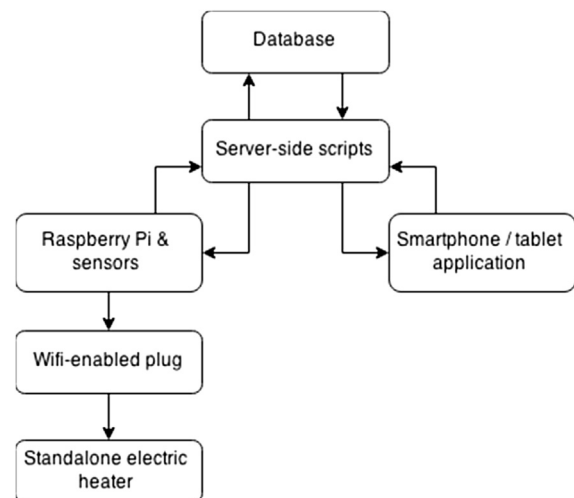 Database
Server-side scripts
Raspberry Pi &
sensors
Smartphone / tablet
application
Wifi-enabled plug
Standalone electric
heater